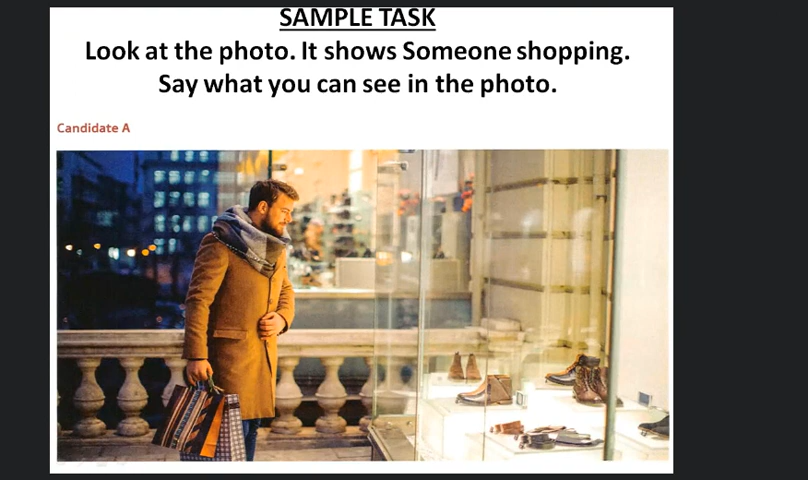 SAMPLE TASK
Look at the photo. It shows Someone shopping.
Say what you can see in the photo.
Candidate A